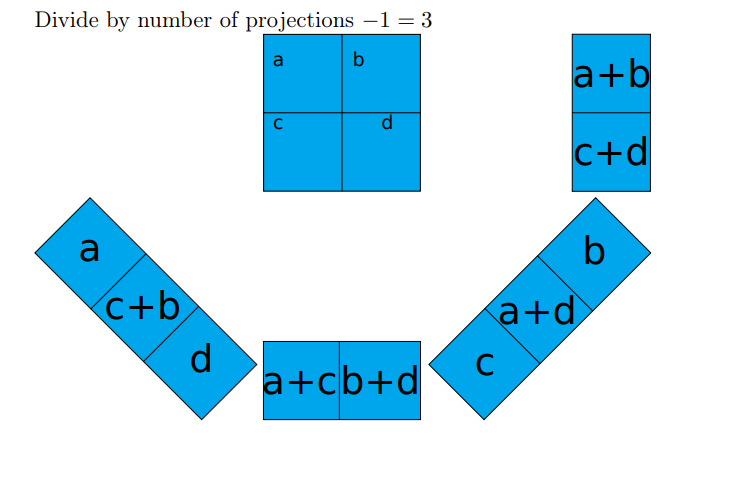 Divide by number of projections −1 = 3
a b
c d
a+b
c+d
a
c+b
d
a+c b+d
b
a+d
c